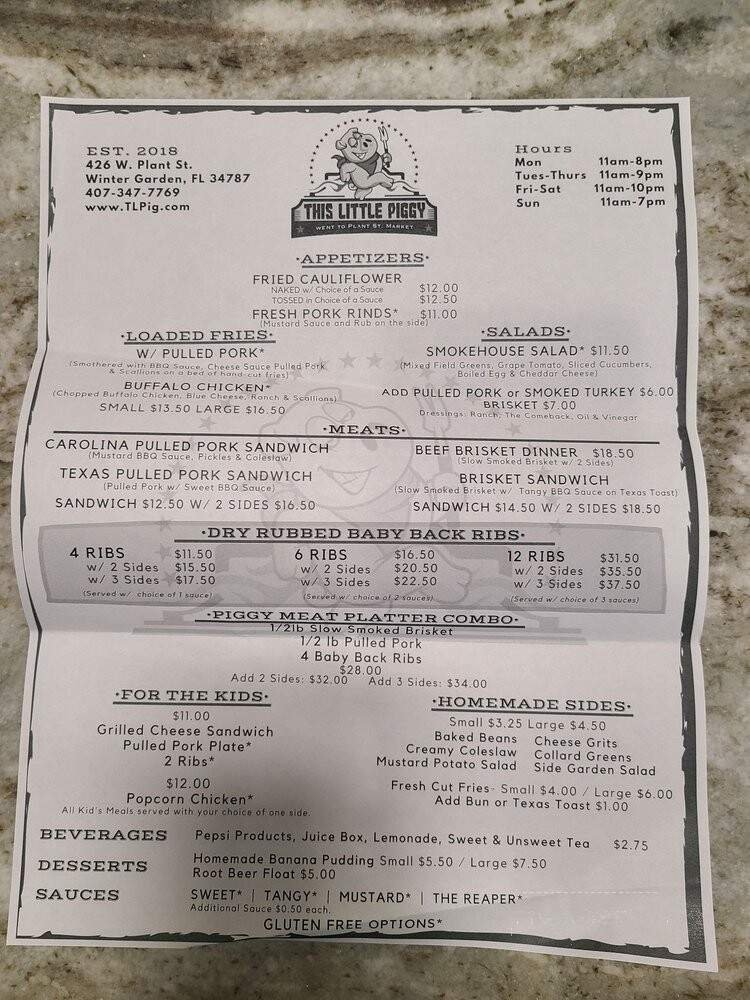 EST. 2018
426 W. Plant St.
Winter Garden, FL 34787
407-347-7769
www.TLPig.com
THIS LITTLE PIGGY
WENT TO PLANT ST. MARKET
Hours
Mon 11am-8pm
Tues-Thurs 11am-9pm
Fri-Sat 11am-10pm
Sun 11am-7pm
·APPETIZERS·
FRIED CAULIFLOWER
NAKED w/ Choice of a Sauce $12.00
TOSSED in Choice of a Sauce $12.50
FRESH PORK RINDS* $11.00
(Mustard Sauce and Rub on the side)
·LOADED FRIES·
W/ PULLED PORK*
(Smothered with BBQ Sauce, Cheese Sauce Pulled Pork
& Scallions on a bed of hand-cut fries)
BUFFALO CHICKEN*
(Chopped Buffalo Chicken, Blue Cheese, Ranch & Scallions)
SMALL $13.50 LARGE $16.50
·SALADS·
SMOKEHOUSE SALAD* $11.50
(Mixed Field Greens, Grape Tomato, Sliced Cucumbers,
Boiled Egg & Cheddar Cheese)
ADD PULLED PORK or SMOKED TURKEY $6.00
BRISKET $7.00
Dressings: Ranch, The Comeback, Oil & Vinegar
·MEATS·
CAROLINA PULLED PORK SANDWICH
(Mustard BBQ Sauce, Pickles & Coleslaw)
TEXAS PULLED PORK SANDWICH
(Pulled Pork w/ Sweet BBQ Sauce)
SANDWICH $12.50 W/ 2 SIDES $16.50
BEEF BRISKET DINNER $18.50
(Slow Smoked Brisket w/ 2 Sides)
BRISKET SANDWICH
(Slow Smoked Brisket w/ Tangy BBQ Sauce on Texas Toast)
SANDWICH $14.50 W/ 2 SIDES $18.50
·DRY RUBBED BABY BACK RIBS·
4 RIBS $11.50
w/ 2 Sides $15.50
w/ 3 Sides $17.50
(Served w/ choice of 1 sauce)
6 RIBS $16.50
w/ 2 Sides $20.50
w/ 3 Sides $22.50
(Served w/ choice of 2 sauces)
12 RIBS $31.50
w/ 2 Sides $35.50
w/ 3 Sides $37.50
(Served w/ choice of 3 sauces)
·PIGGY MEAT PLATTER COMBO·
1/2lb Slow Smoked Brisket
1/2 lb Pulled Pork
4 Baby Back Ribs
$28.00
Add 2 Sides: $32.00 Add 3 Sides: $34.00
·FOR THE KIDS·
$11.00
Grilled Cheese Sandwich
Pulled Pork Plate*
2 Ribs*
$12.00
Popcorn Chicken*
All Kid's Meals served with your choice of one side.
·HOMEMADE SIDES·
Small $3.25 Large $4.50
Baked Beans Cheese Grits
Creamy Coleslaw Collard Greens
Mustard Potato Salad Side Garden Salad
Fresh Cut Fries- Small $4.00 / Large $6.00
Add Bun or Texas Toast $1.00
BEVERAGES Pepsi Products, Juice Box, Lemonade, Sweet & Unsweet Tea $2.75
DESSERTS Homemade Banana Pudding Small $5.50 / Large $7.50
Root Beer Float $5.00
SAUCES SWEET* | TANGY* | MUSTARD* | THE REAPER*
Additional Sauce $0.50 each.
GLUTEN FREE OPTIONS*